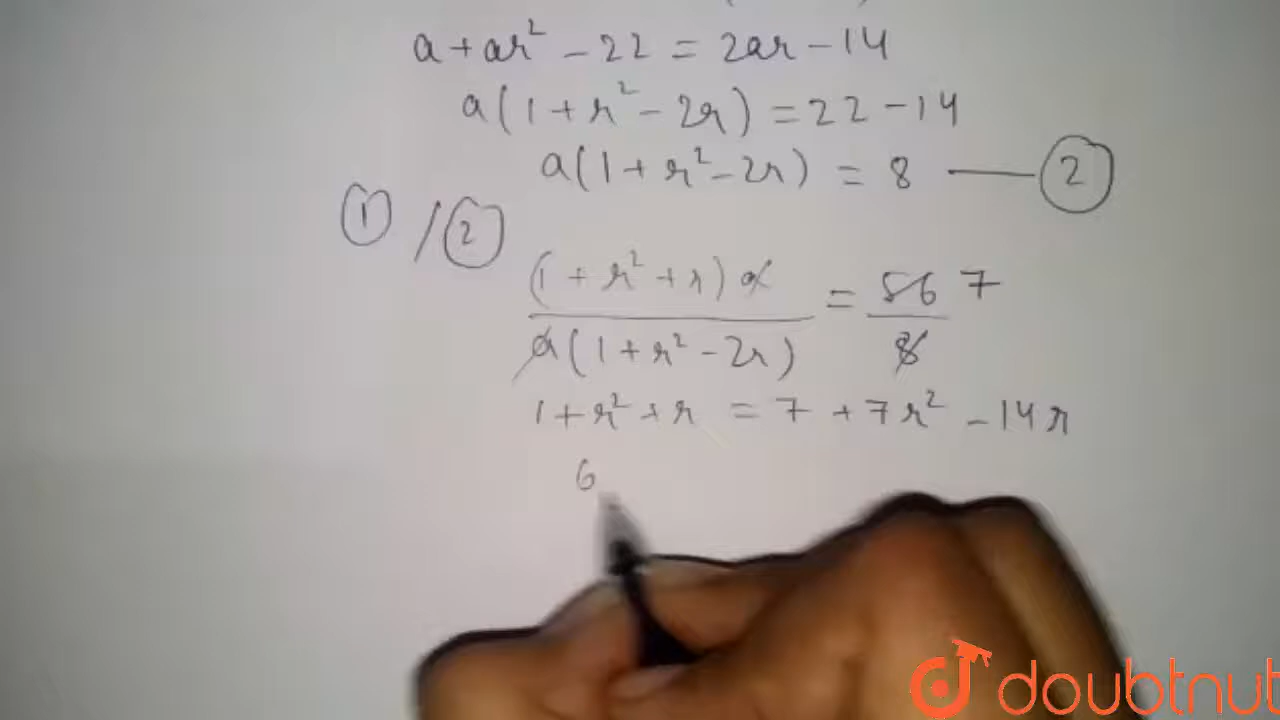 a + ar² - 22 = 2ar - 14
a(1 + r² - 2r) = 22 - 14
a(1 + r² - 2r) = 8 — 2
1 / 2
(1 + r² + r) a / a(1 + r² - 2r) = 56 / 8 7
1 + r² + r = 7 + 7r² - 14r
6
doubtnut